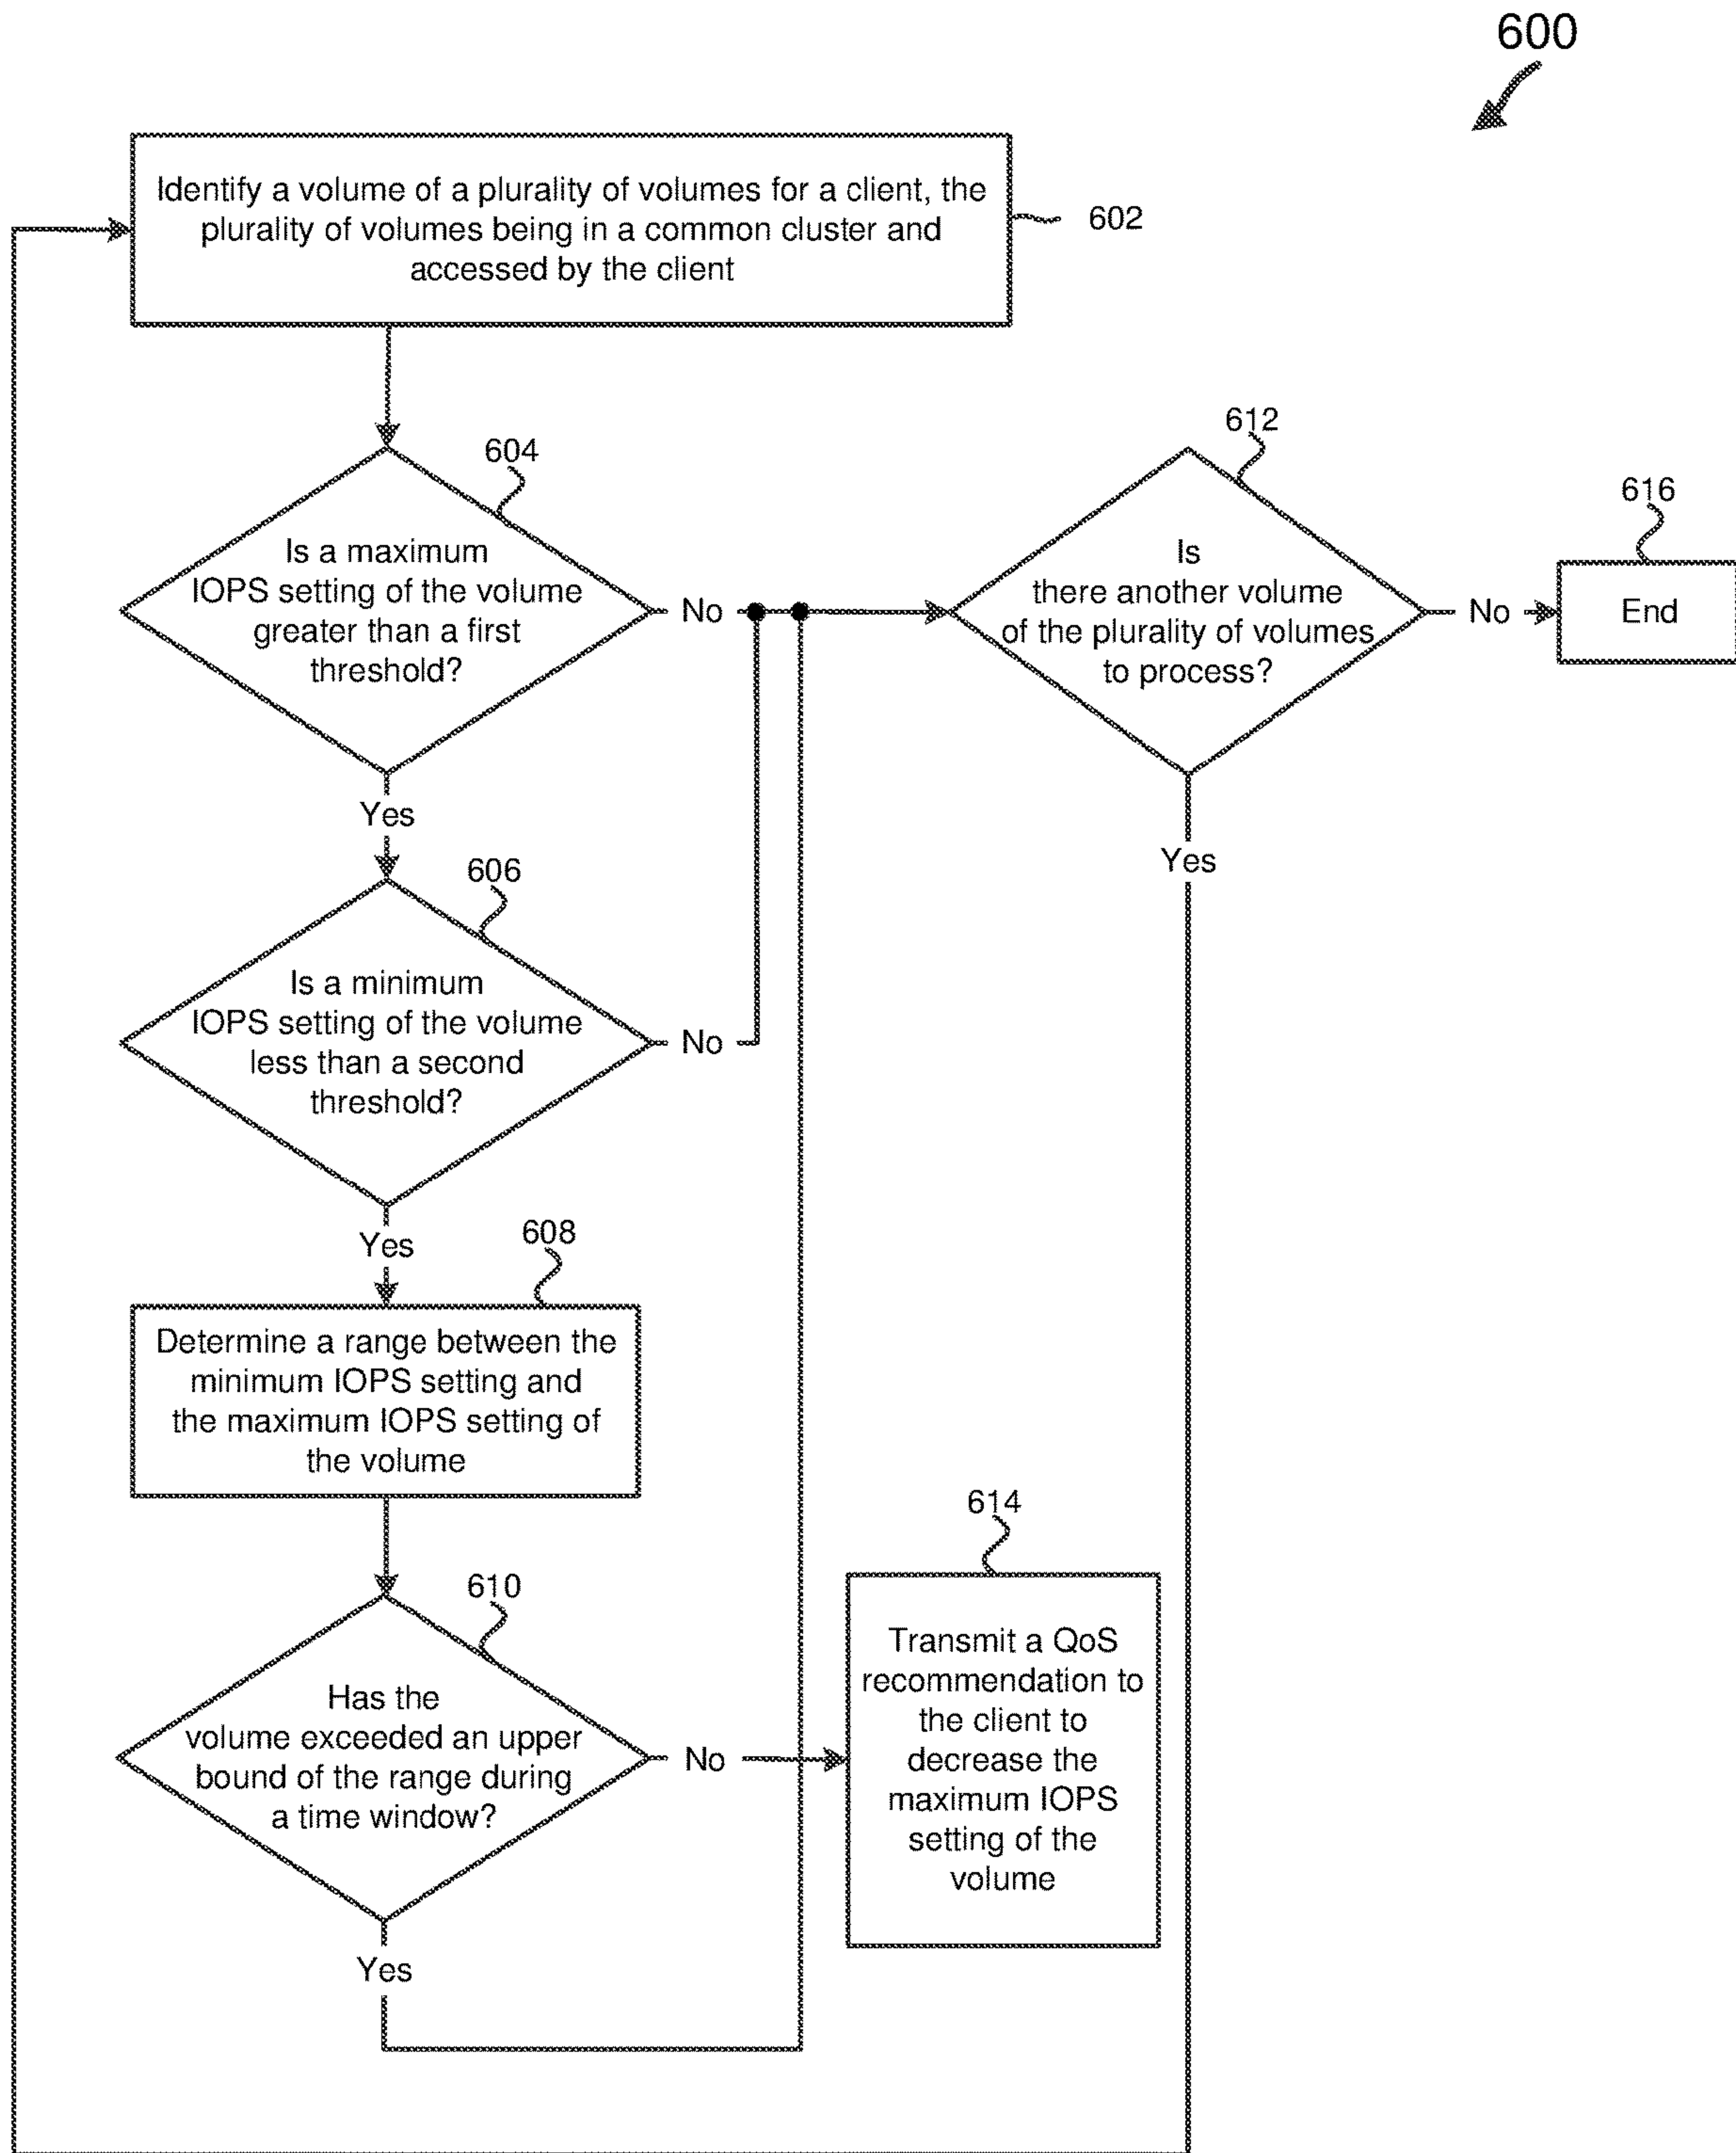 600
Identify a volume of a plurality of volumes for a client, the
plurality of volumes being in a common cluster and
accessed by the client
602
604
Is a maximum
IOPS setting of the volume
greater than a first
threshold?
No
Yes
612
Is
there another volume
of the plurality of volumes
to process?
No
Yes
616
End
606
Is a minimum
IOPS setting of the volume
less than a second
threshold?
No
Yes
608
Determine a range between the
minimum IOPS setting and
the maximum IOPS setting of
the volume
610
Has the
volume exceeded an upper
bound of the range during
a time window?
No
Yes
614
Transmit a QoS
recommendation to
the client to
decrease the
maximum IOPS
setting of the
volume